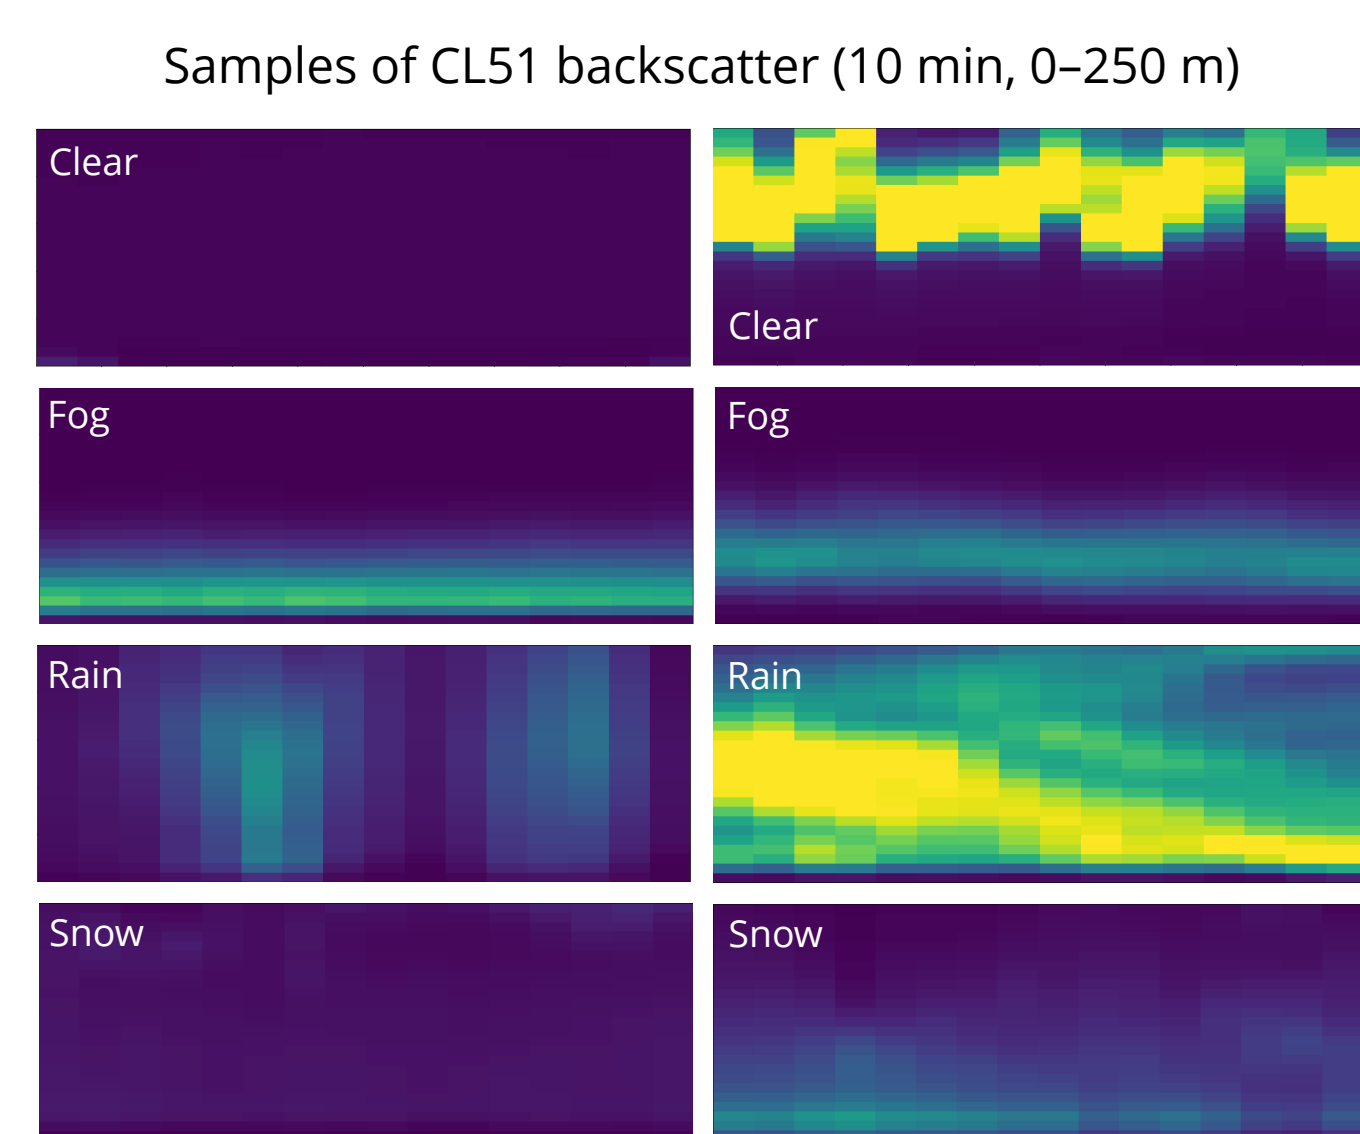 Samples of CL51 backscatter (10 min, 0–250 m)
Clear
Clear
Fog
Fog
Rain
Rain
Snow
Snow